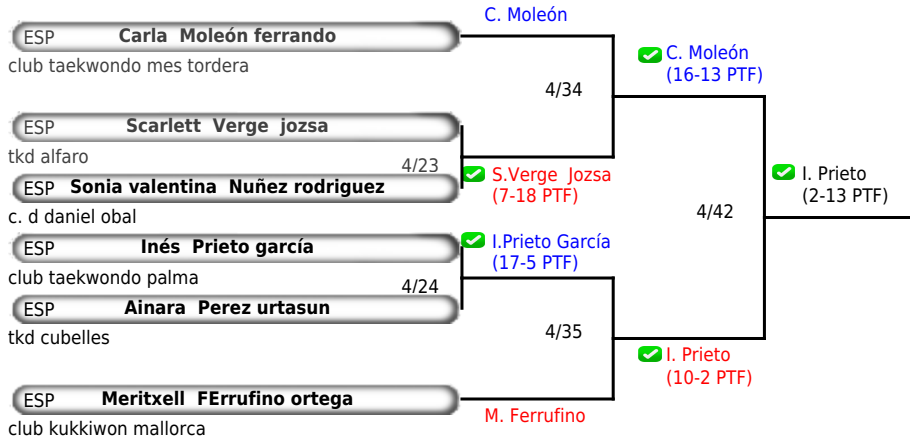 C. Moleón
ESP Carla Moleón ferrando
club taekwondo mes tordera
C. Moleón
(16-13 PTF)
4/34
ESP Scarlett Verge jozsa
tkd alfaro
4/23
S.Verge Jozsa
(7-18 PTF)
ESP Sonia valentina Nuñez rodriguez
c. d daniel obal
I. Prieto
(2-13 PTF)
4/42
ESP Inés Prieto garcía
club taekwondo palma
I.Prieto García
(17-5 PTF)
4/24
ESP Ainara Perez urtasun
tkd cubelles
4/35
I. Prieto
(10-2 PTF)
ESP Meritxell FErrufino ortega
club kukkiwon mallorca
M. Ferrufino